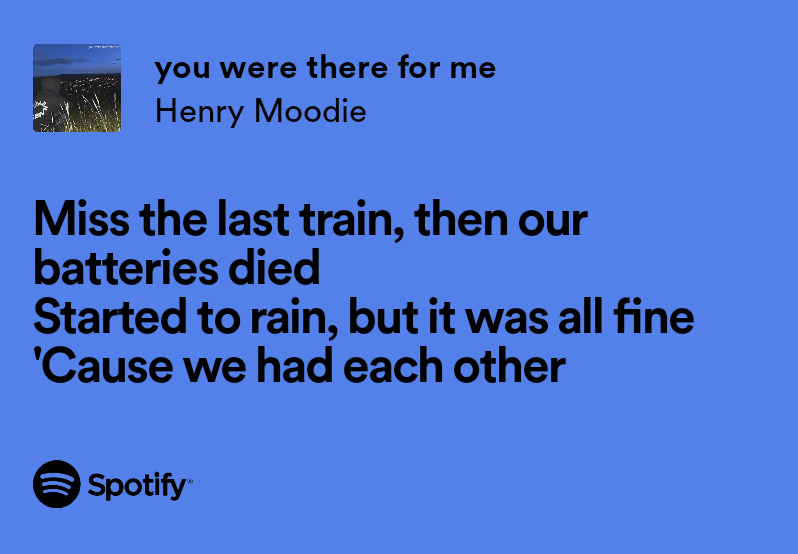 you were there for me
Henry Moodie
Miss the last train, then our
batteries died
Started to rain, but it was all fine
'Cause we had each other
Spotify®